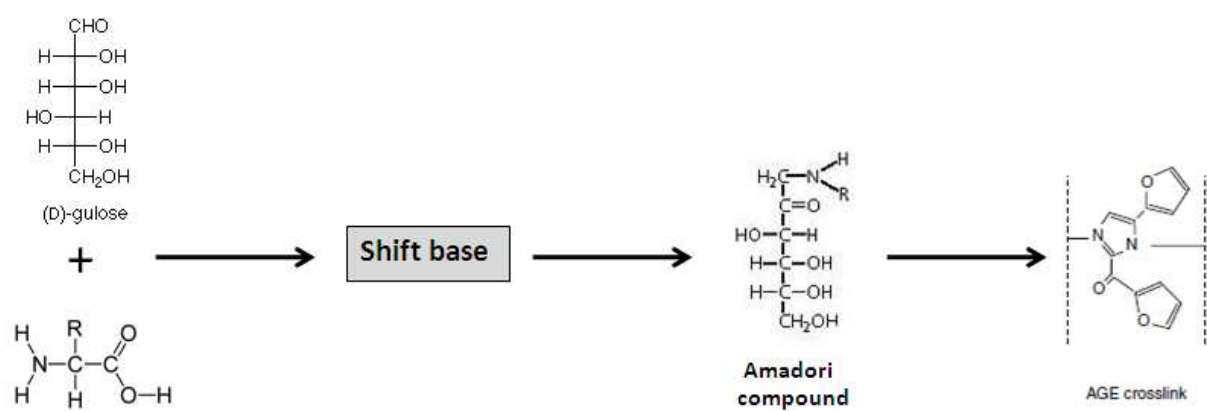 CHO
H OH
H OH
HO H
H OH
CH₂OH
(D)-gulose
+
H R O
N C C
H H O H
Shift base
H
H₂C N
R
C=O
HO C H
H C OH
H C OH
CH₂OH
Amadori
compound
O
N N
O
O
AGE crosslink